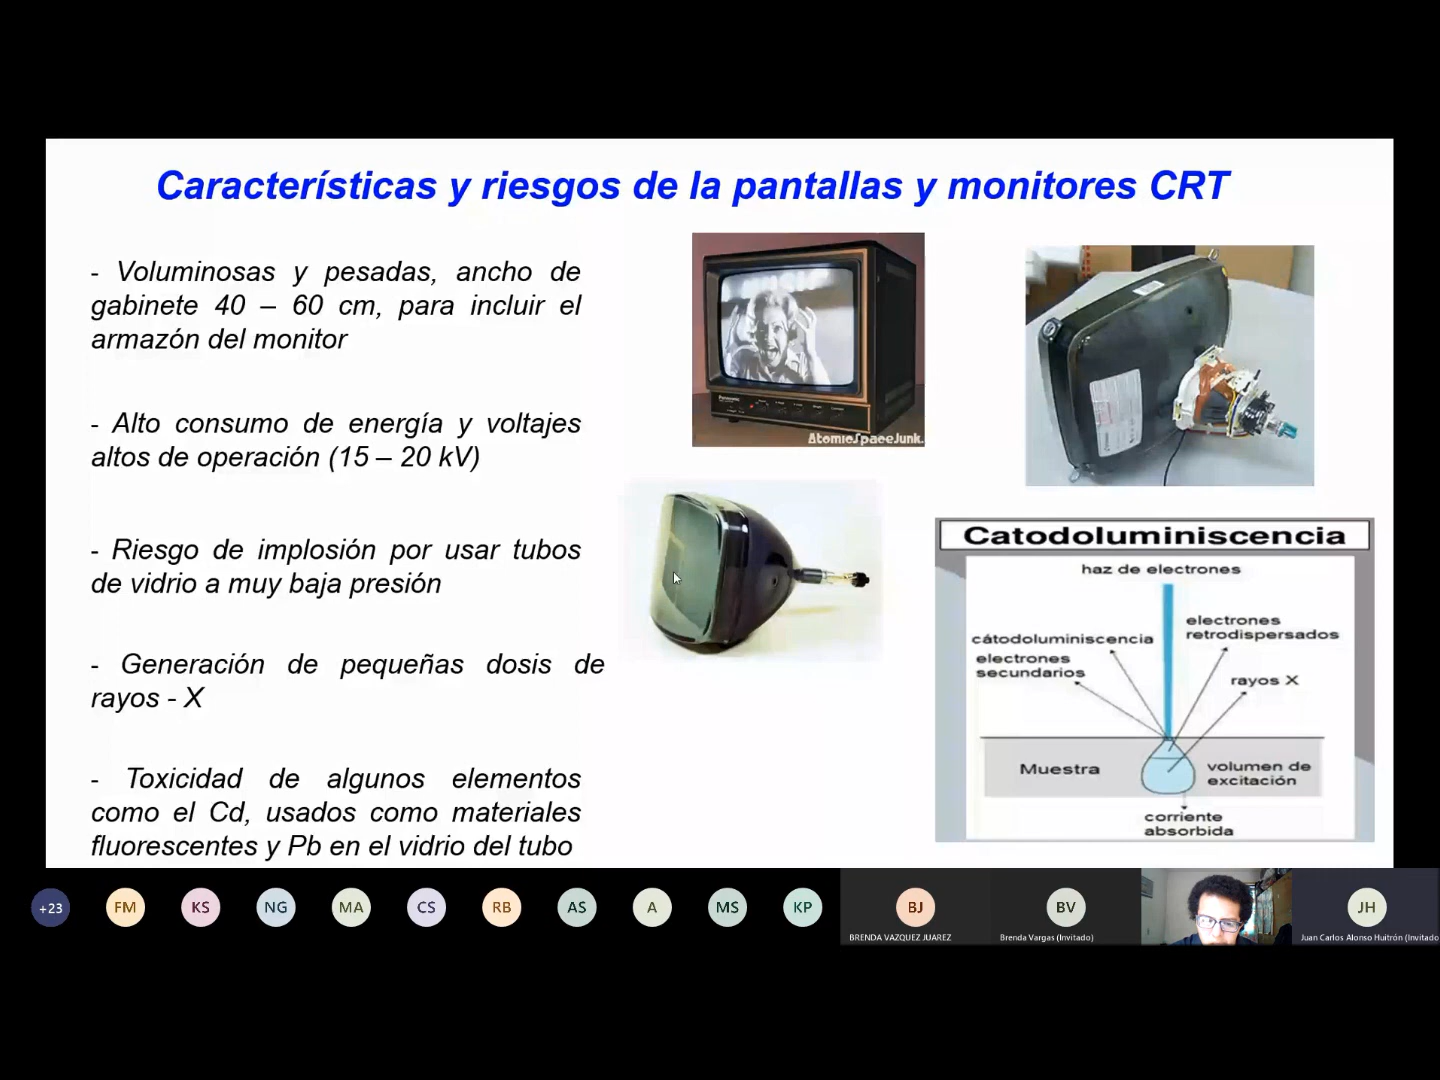 Características y riesgos de la pantallas y monitores CRT
- Voluminosas y pesadas, ancho de
gabinete 40 – 60 cm, para incluir el
armazón del monitor
- Alto consumo de energía y voltajes
altos de operación (15 – 20 kV)
- Riesgo de implosión por usar tubos
de vidrio a muy baja presión
- Generación de pequeñas dosis de
rayos - X
- Toxicidad de algunos elementos
como el Cd, usados como materiales
fluorescentes y Pb en el vidrio del tubo
Panasonic
AtomicSpaceJunk.
Catodoluminiscencia
haz de electrones
electrones
retrodispersados
cátodoluminiscencia
electrones
secundarios
rayos X
Muestra
volumen de
excitación
corriente
absorbida
+23
FM
KS
NG
MA
CS
RB
AS
A
MS
KP
BJ
BRENDA VAZQUEZ JUAREZ
BV
Brenda Vargas (Invitado)
JH
Juan Carlos Alonso Huitrón (Invitado